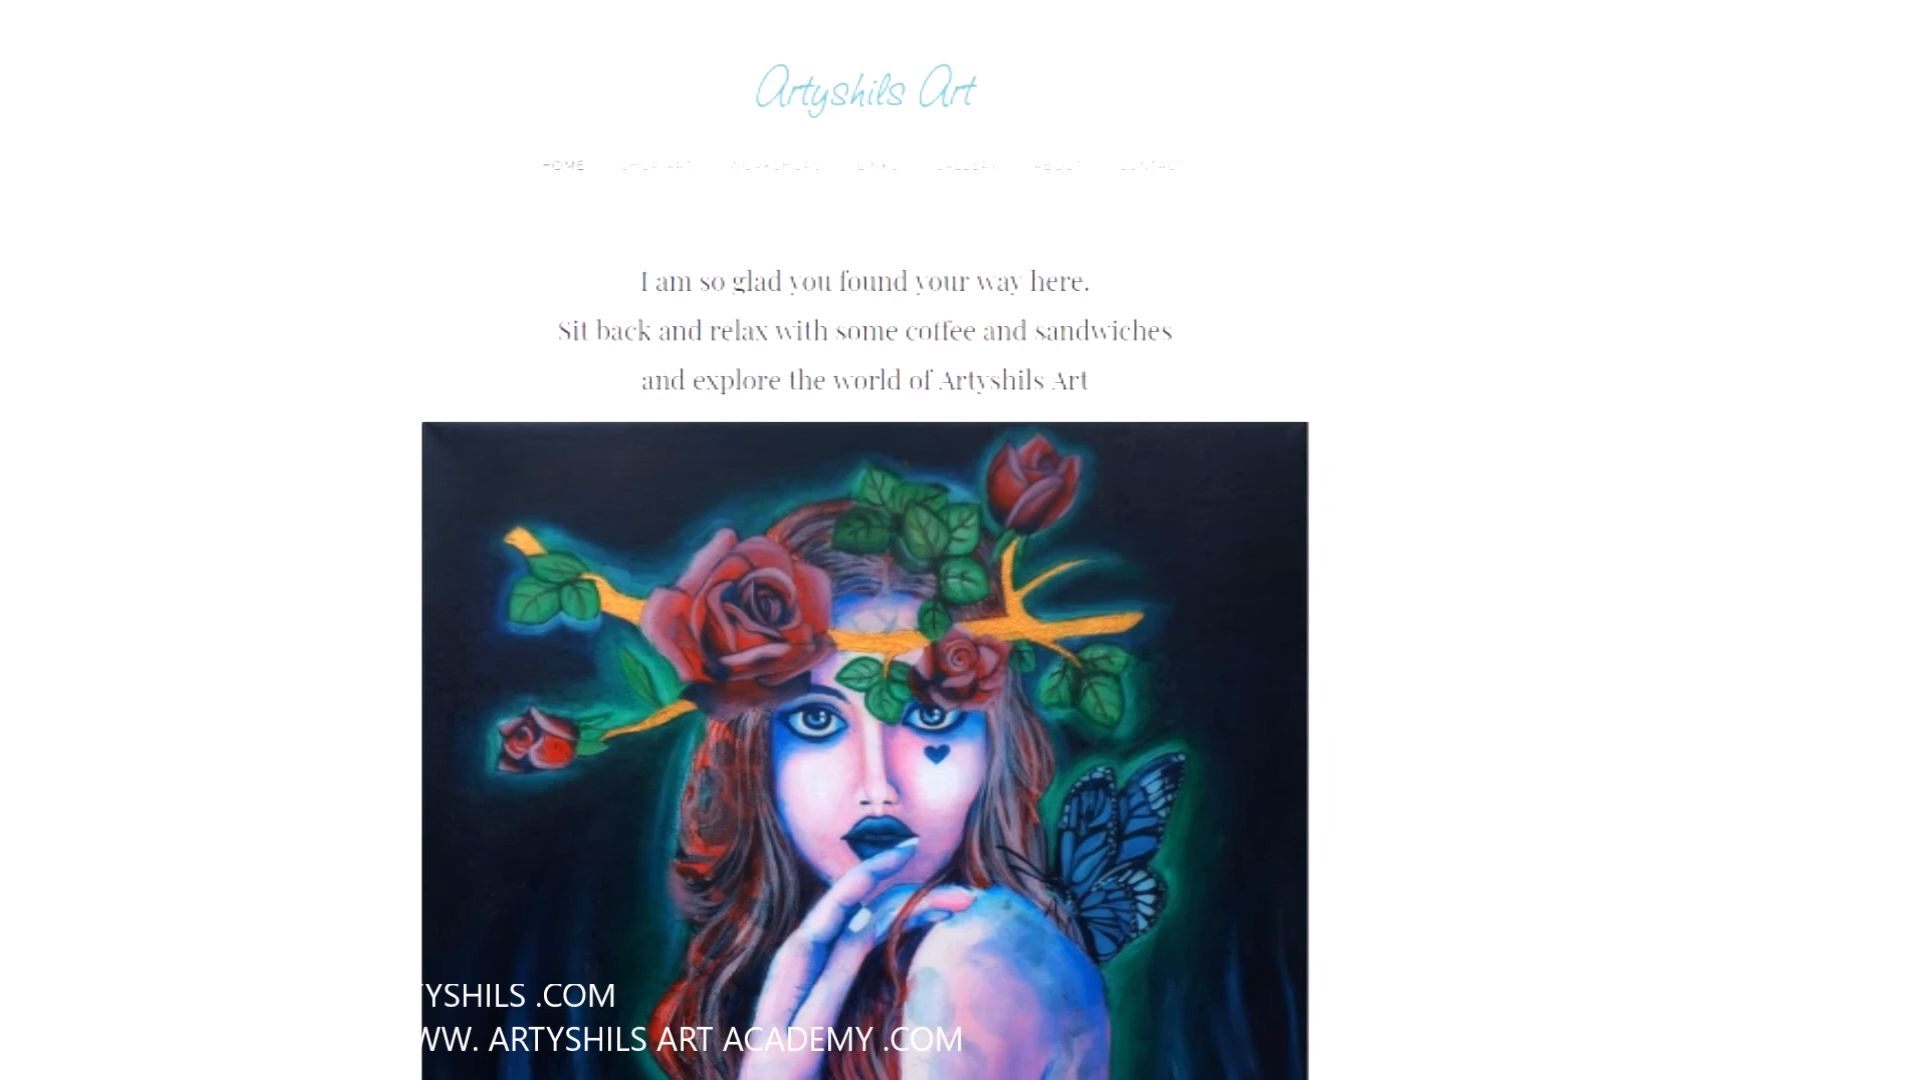 Artyshils Art
HOME
I am so glad you found your way here.
Sit back and relax with some coffee and sandwiches
and explore the world of Artyshils Art
TYSHILS .COM
WW. ARTYSHILS ART ACADEMY .COM